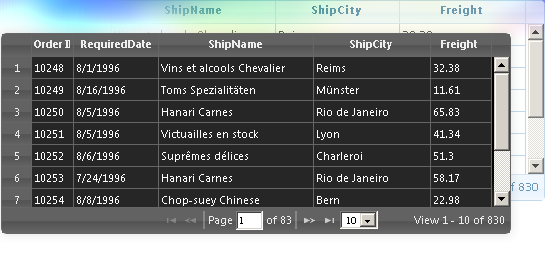 ShipName ShipCity Freight
Order I RequiredDate ShipName ShipCity Freight
1 10248 8/1/1996 Vins et alcools Chevalier Reims 32.38
2 10249 8/16/1996 Toms Spezialitäten Münster 11.61
3 10250 8/5/1996 Hanari Carnes Rio de Janeiro 65.83
4 10251 8/5/1996 Victuailles en stock Lyon 41.34
5 10252 8/6/1996 Suprêmes délices Charleroi 51.3
6 10253 7/24/1996 Hanari Carnes Rio de Janeiro 58.17
7 10254 8/8/1996 Chop-suey Chinese Bern 22.98
of 830
Page 1 of 83 10 View 1 - 10 of 830